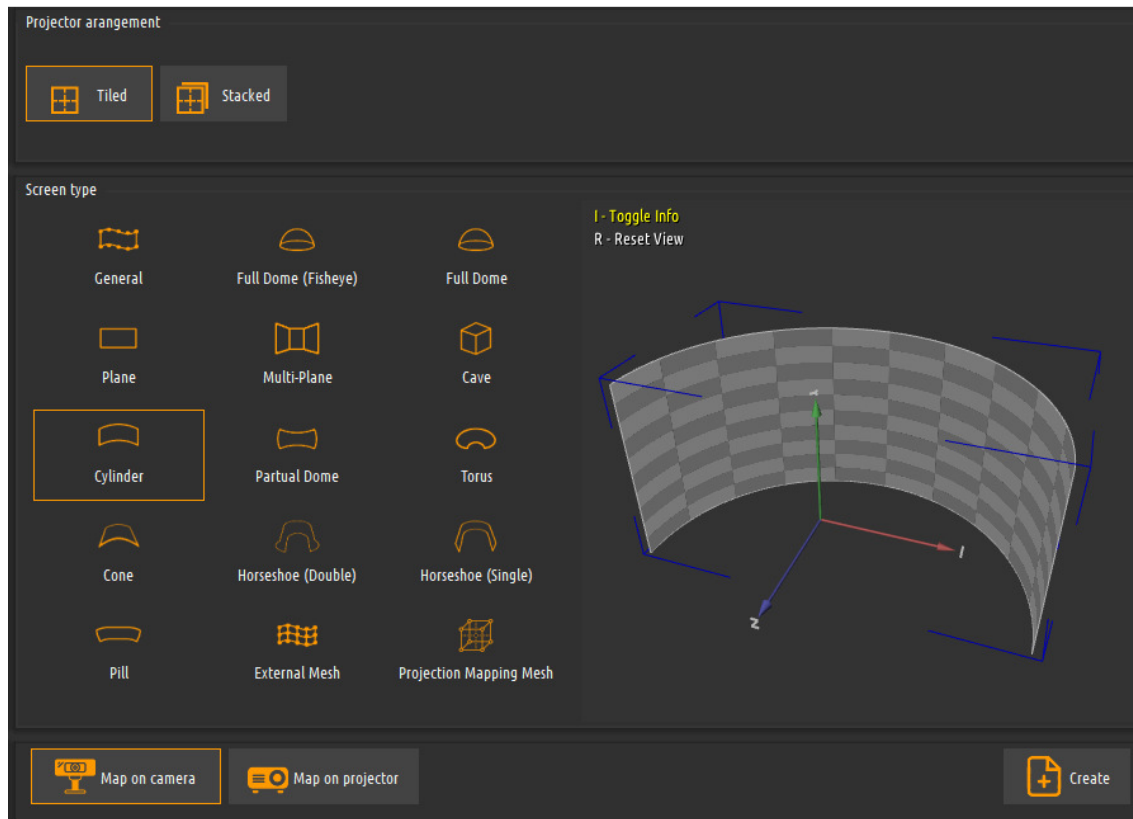 Projector arangement
Tiled
Stacked
Screen type
General
Full Dome (Fisheye)
Full Dome
Plane
Multi-Plane
Cave
Cylinder
Partual Dome
Torus
Cone
Horseshoe (Double)
Horseshoe (Single)
Pill
External Mesh
Projection Mapping Mesh
I - Toggle Info
R - Reset View
Y
Z
Map on camera
Map on projector
Create